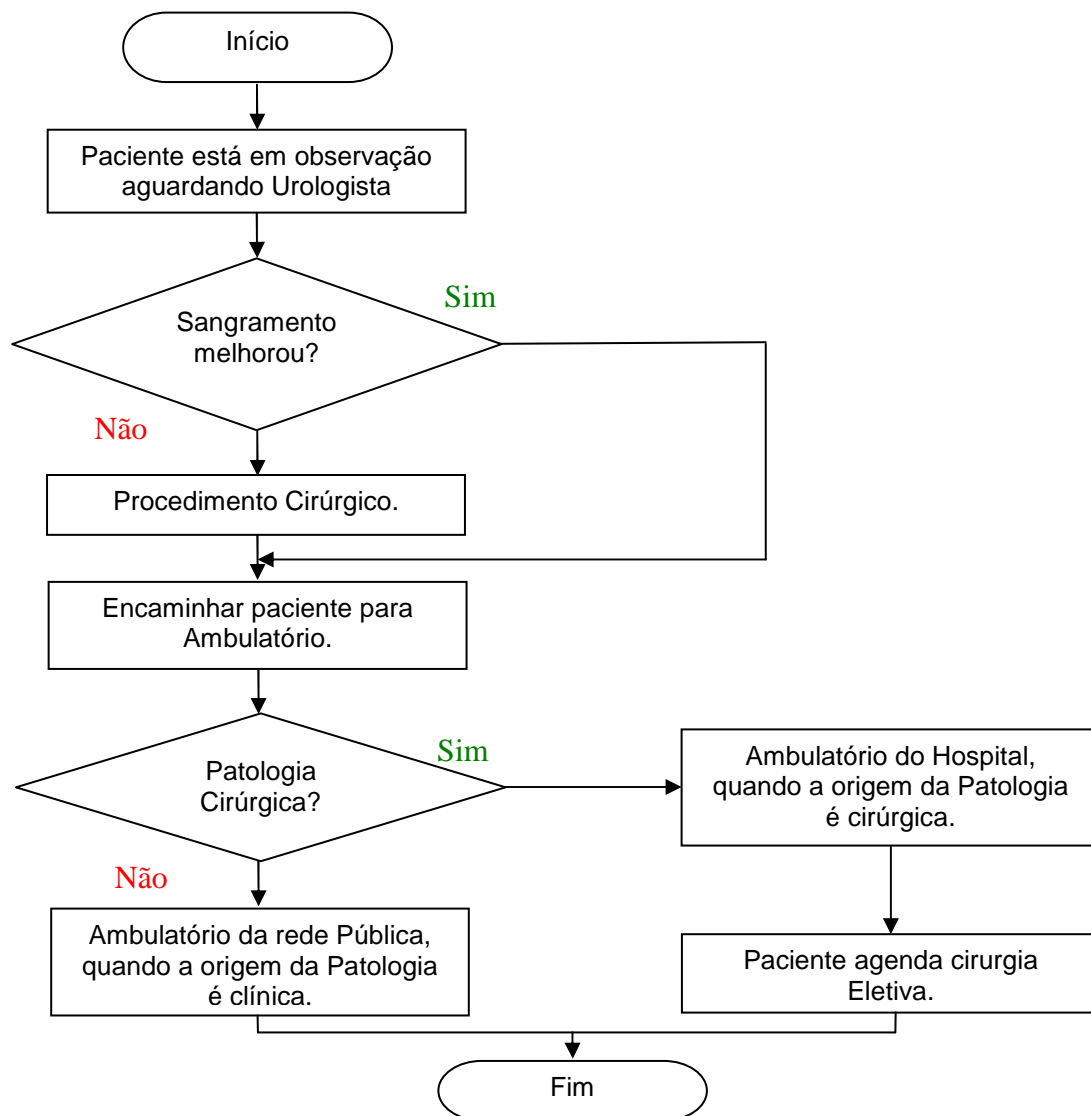 Início
Paciente está em observação
aguardando Urologista
Sim
Sangramento
melhorou?
Não
Procedimento Cirúrgico.
Encaminhar paciente para
Ambulatório.
Sim
Patologia
Cirúrgica?
Ambulatório do Hospital,
quando a origem da Patologia
é cirúrgica.
Não
Ambulatório da rede Pública,
quando a origem da Patologia
é clínica.
Paciente agenda cirurgia
Eletiva.
Fim